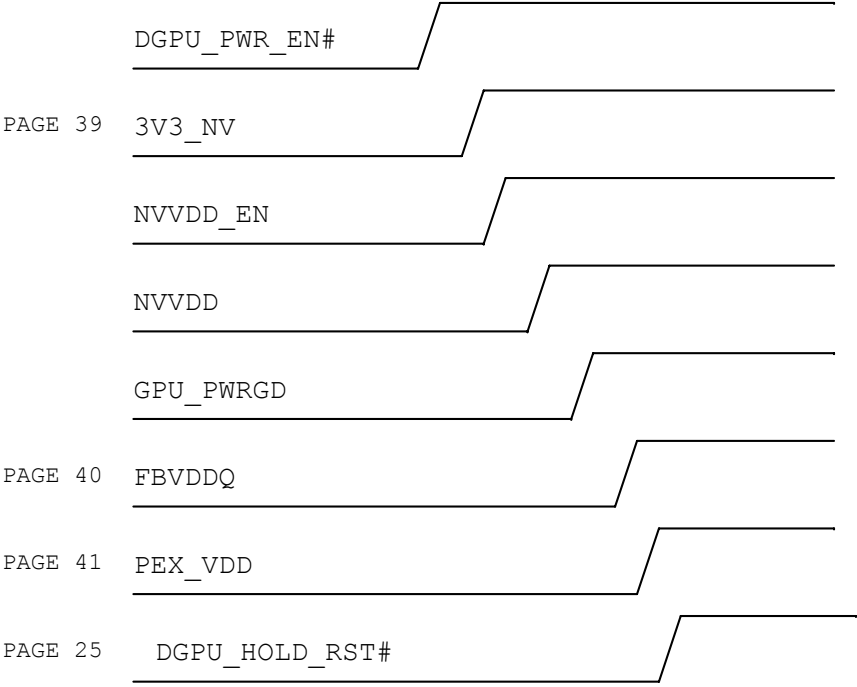 DGPU_PWR_EN#
PAGE 39 3V3_NV
NVVDD_EN
NVVDD
GPU_PWRGD
PAGE 40 FBVDDQ
PAGE 41 PEX_VDD
PAGE 25 DGPU_HOLD_RST#